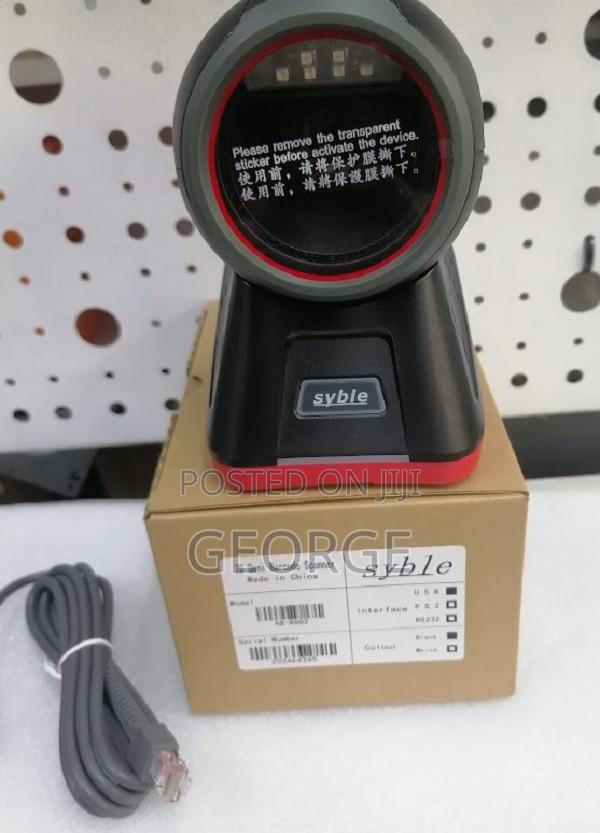 Please remove the transparent
sticker before activate the device.
使用前，请将保护膜撕下。
使用前，請將保護膜撕下。
syble
POSTED ON JIJI
GEORGE
2D Omni Barcode Scanner
Made in China
syble
Model:
Interface
USB
PS2
RS232
Serial Number
Colour
Black
White